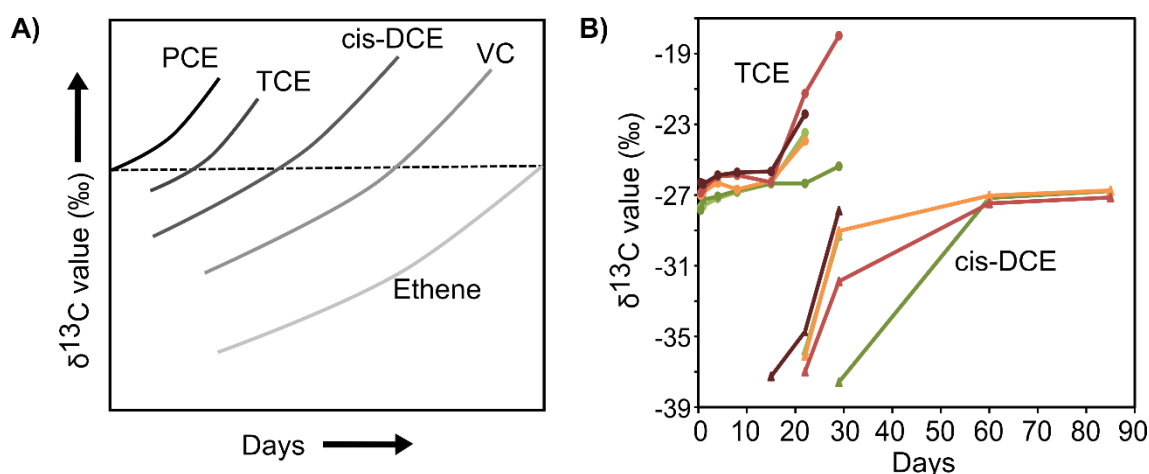 A)
PCE
TCE
cis-DCE
VC
Ethene
δ13C value (‰)
Days
B)
TCE
cis-DCE
δ13C value (‰)
-19
-23
-27
-31
-35
-39
0 10 20 30 40 50 60 70 80 90
Days